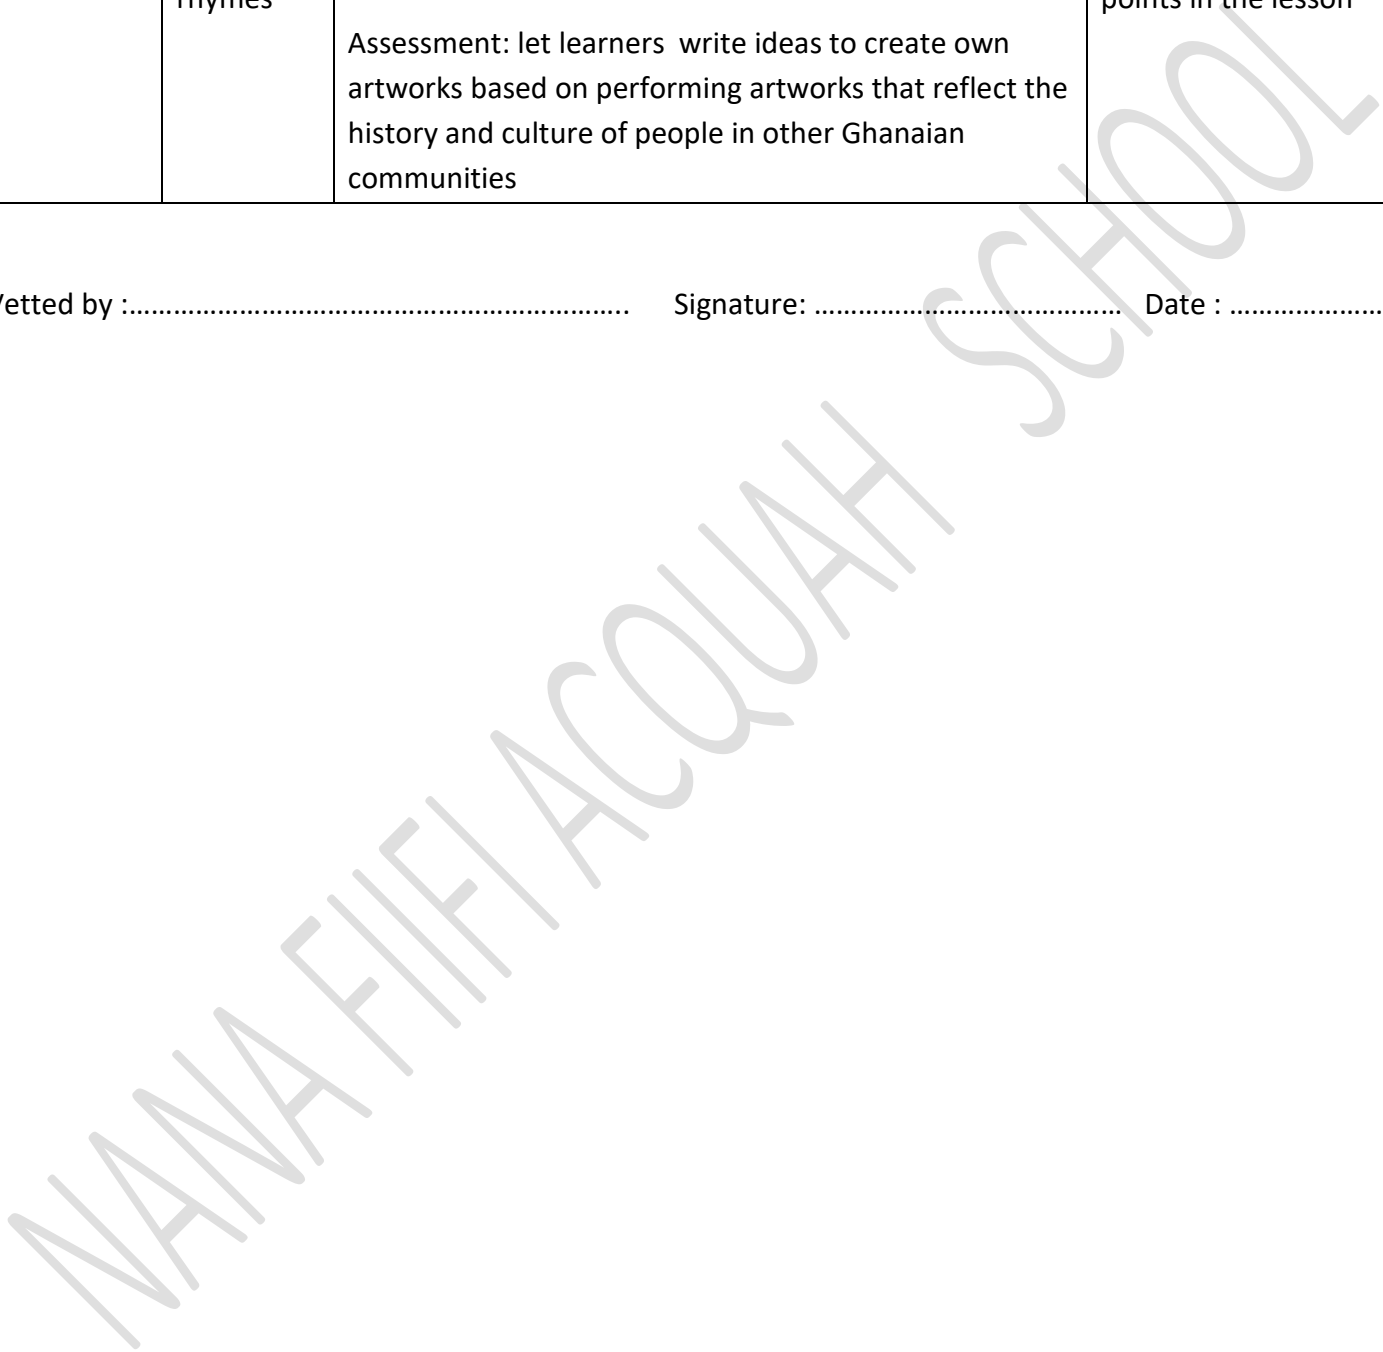 rhymes
points in the lesson
Assessment: let learners  write ideas to create own
artworks based on performing artworks that reflect the
history and culture of people in other Ghanaian
communities
Vetted by :………………………………………………………….. Signature: …………………………………… Date : …………………
NANA FIIFI ACQUAH SCHOOL